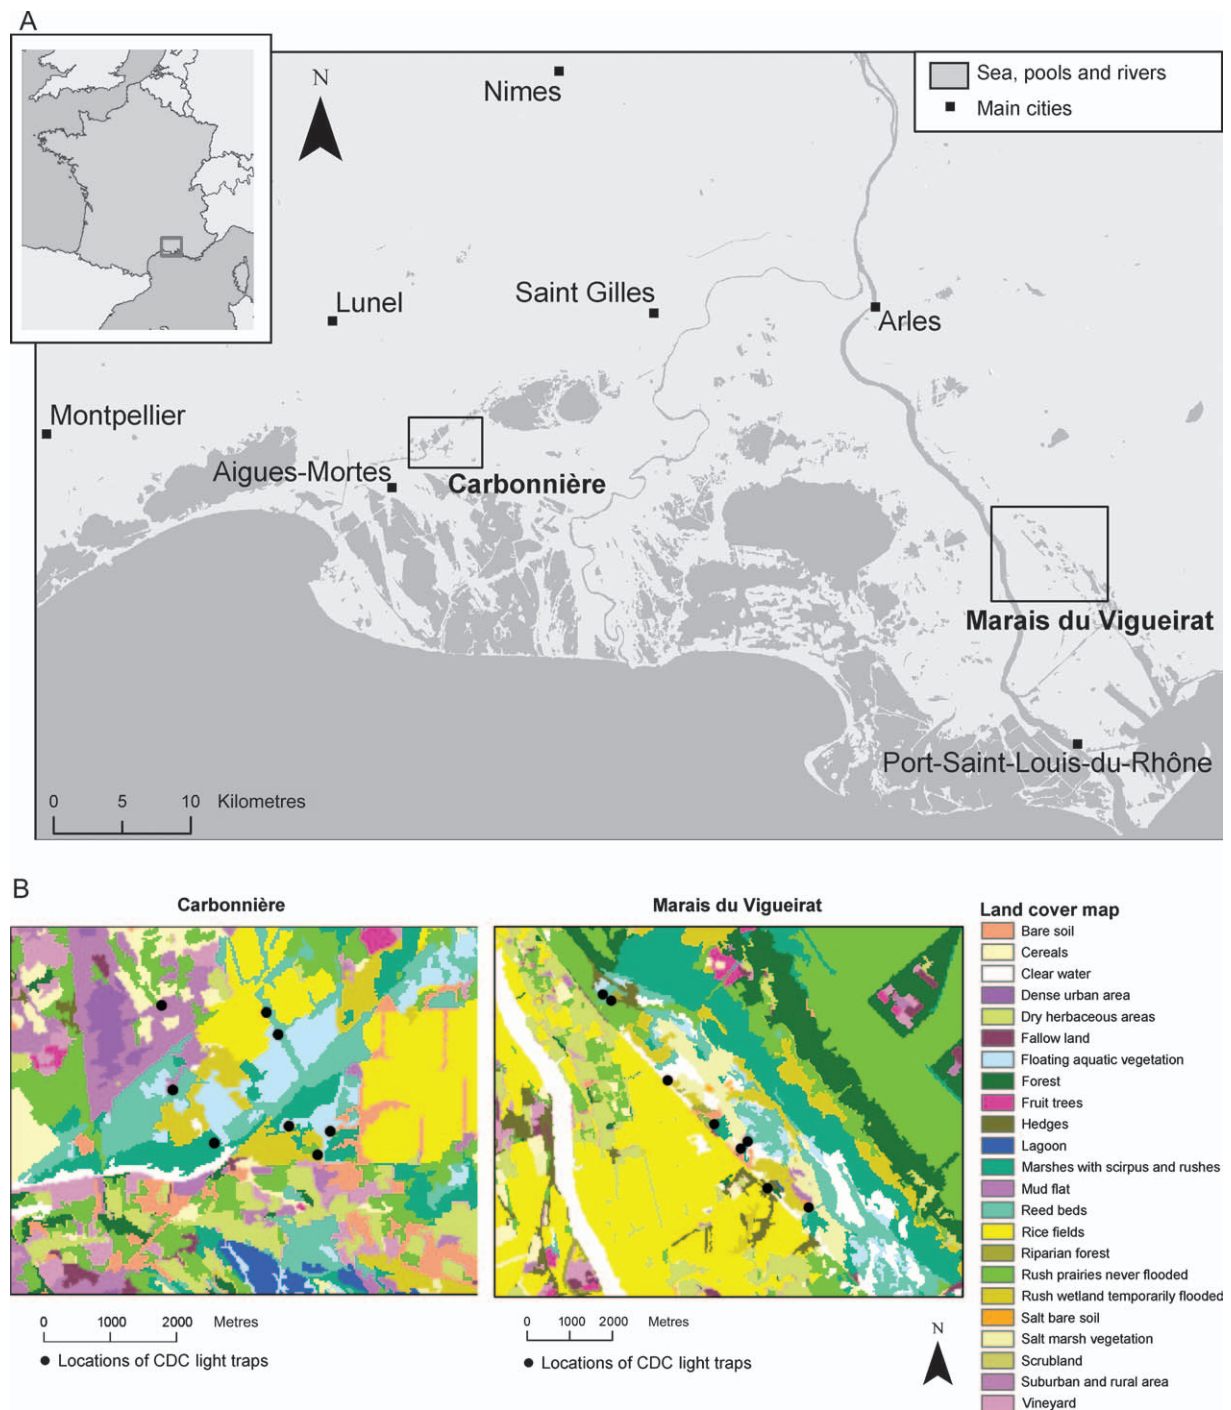 A
N
Nimes
Sea, pools and rivers
Main cities
Lunel
Saint Gilles
Arles
Montpellier
Aigues-Mortes
Carbonnière
Marais du Vigueirat
Port-Saint-Louis-du-Rhône
0 5 10 Kilometres
B
Carbonnière
Marais du Vigueirat
Land cover map
Bare soil
Cereals
Clear water
Dense urban area
Dry herbaceous areas
Fallow land
Floating aquatic vegetation
Forest
Fruit trees
Hedges
Lagoon
Marshes with scirpus and rushes
Mud flat
Reed beds
Rice fields
Riparian forest
Rush prairies never flooded
Rush wetland temporarily flooded
Salt bare soil
Salt marsh vegetation
Scrubland
Suburban and rural area
Vineyard
0 1000 2000 Metres
Locations of CDC light traps
0 1000 2000 Metres
Locations of CDC light traps
N